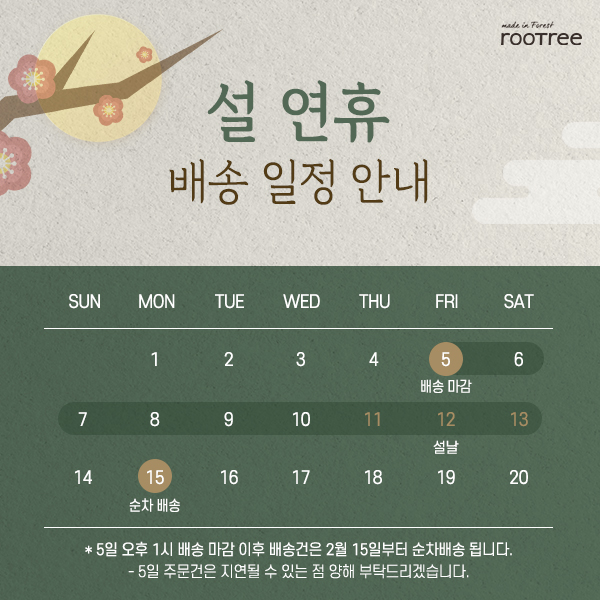 made in Forest
rooTree
설 연휴
배송 일정 안내
SUN MON TUE WED THU FRI SAT
1 2 3 4 5 6
배송 마감
7 8 9 10 11 12 13
설날
14 15 16 17 18 19 20
순차 배송
* 5일 오후 1시 배송 마감 이후 배송건은 2월 15일부터 순차배송 됩니다.
- 5일 주문건은 지연될 수 있는 점 양해 부탁드리겠습니다.